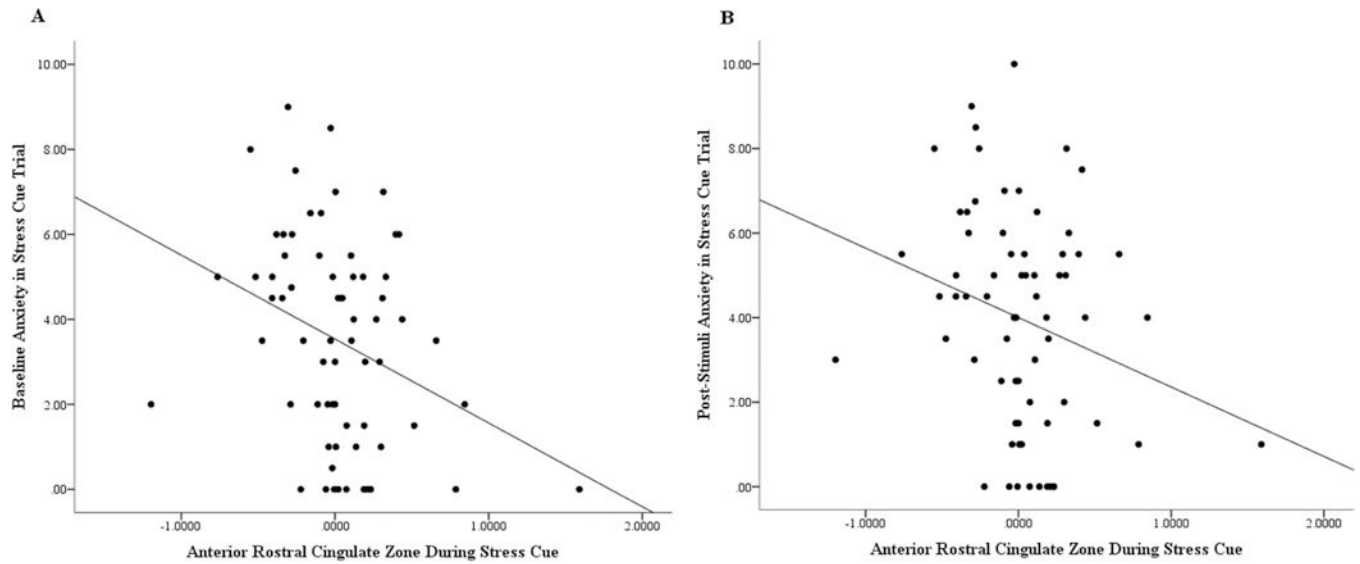 A
Baseline Anxiety in Stress Cue Trial
10.00
8.00
6.00
4.00
2.00
.00
-1.0000 .0000 1.0000 2.0000
Anterior Rostral Cingulate Zone During Stress Cue
B
Post-Stimuli Anxiety in Stress Cue Trial
10.00
8.00
6.00
4.00
2.00
.00
-1.0000 .0000 1.0000 2.0000
Anterior Rostral Cingulate Zone During Stress Cue